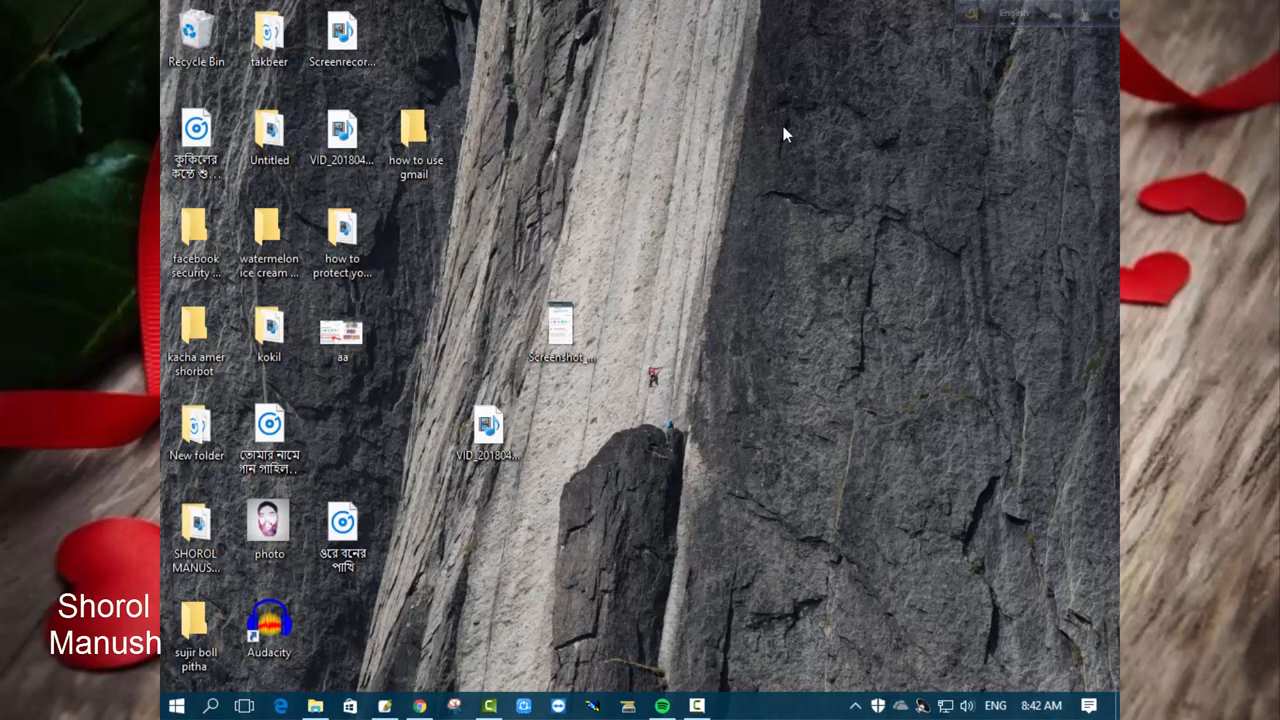 English
Recycle Bin
takbeer
Screenrecor...
কুকিলের
কন্ঠে শু...
Untitled
VID_201804...
how to use
gmail
facebook
security ...
watermelon
ice cream ...
how to
protect yo...
kacha amer
shorbot
kokil
aa
Screenshot_...
New folder
তোমার নামে
গান গাহিল...
VID_201804...
SHOROL
MANUS...
photo
ওরে বনের
পাখি
sujir boll
pitha
Audacity
Shorol
Manush
ENG
8:42 AM